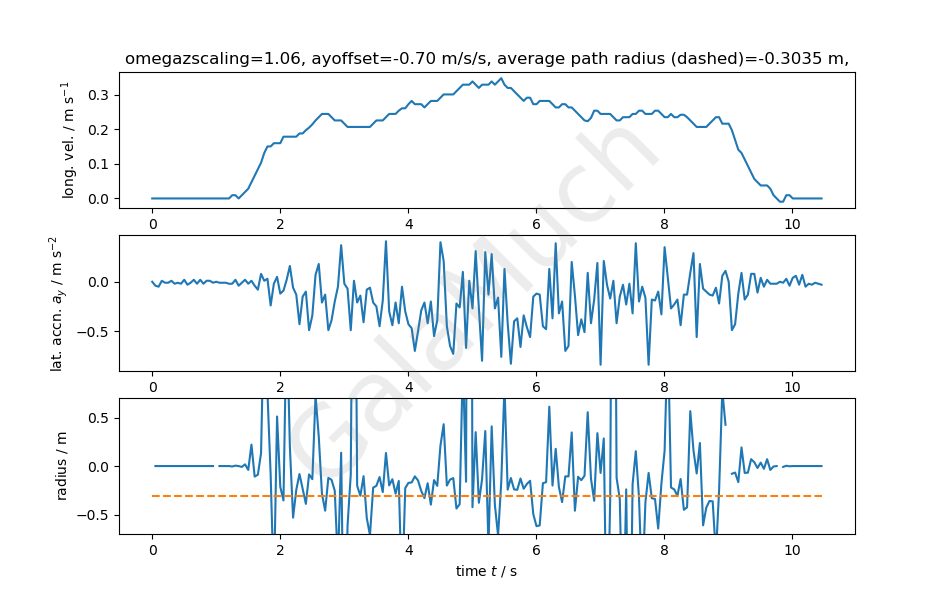 omegazscaling=1.06, ayoffset=-0.70 m/s/s, average path radius (dashed)=-0.3035 m,
long. vel. / m s⁻¹
0.3
0.2
0.1
0.0
0 2 4 6 8 10
lat. accn. a_y / m s⁻²
0.0
−0.5
0 2 4 6 8 10
radius / m
0.5
0.0
−0.5
0 2 4 6 8 10
time t / s
GalaMuch